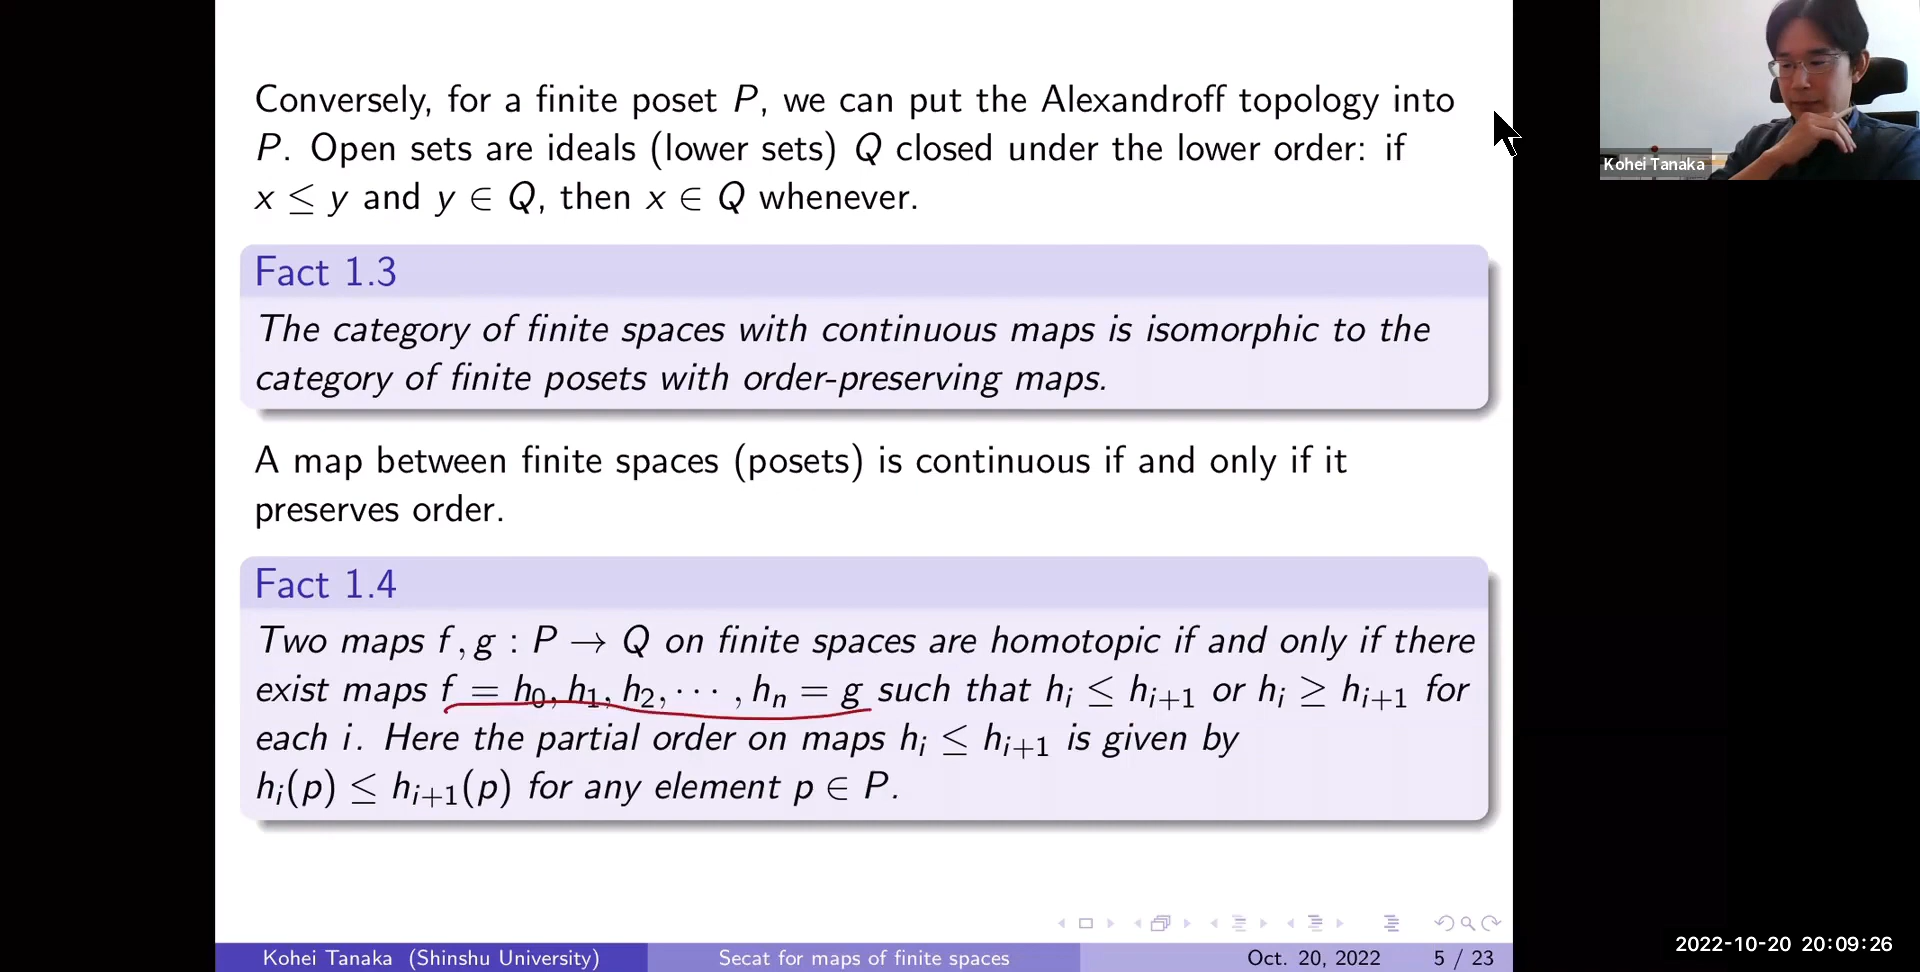 Conversely, for a finite poset P, we can put the Alexandroff topology into
P. Open sets are ideals (lower sets) Q closed under the lower order: if
x ≤ y and y ∈ Q, then x ∈ Q whenever.
Fact 1.3
The category of finite spaces with continuous maps is isomorphic to the
category of finite posets with order-preserving maps.
A map between finite spaces (posets) is continuous if and only if it
preserves order.
Fact 1.4
Two maps f, g : P → Q on finite spaces are homotopic if and only if there
exist maps f = h₀, h₁, h₂, ⋯ , hₙ = g such that hᵢ ≤ hᵢ₊₁ or hᵢ ≥ hᵢ₊₁ for
each i. Here the partial order on maps hᵢ ≤ hᵢ₊₁ is given by
hᵢ(p) ≤ hᵢ₊₁(p) for any element p ∈ P.
Kohei Tanaka (Shinshu University)
Secat for maps of finite spaces
Oct. 20, 2022
5 / 23
Kohei Tanaka
2022-10-20 20:09:26